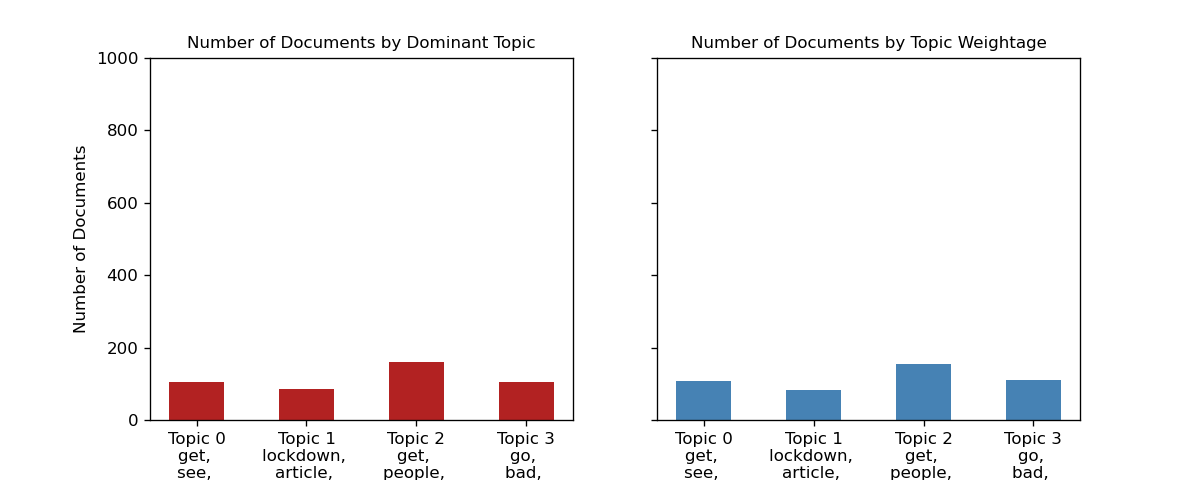 Number of Documents by Dominant Topic
1000
800
600
400
200
0
Number of Documents
Topic 0
get,
see,
Topic 1
lockdown,
article,
Topic 2
get,
people,
Topic 3
go,
bad,
Number of Documents by Topic Weightage
Topic 0
get,
see,
Topic 1
lockdown,
article,
Topic 2
get,
people,
Topic 3
go,
bad,